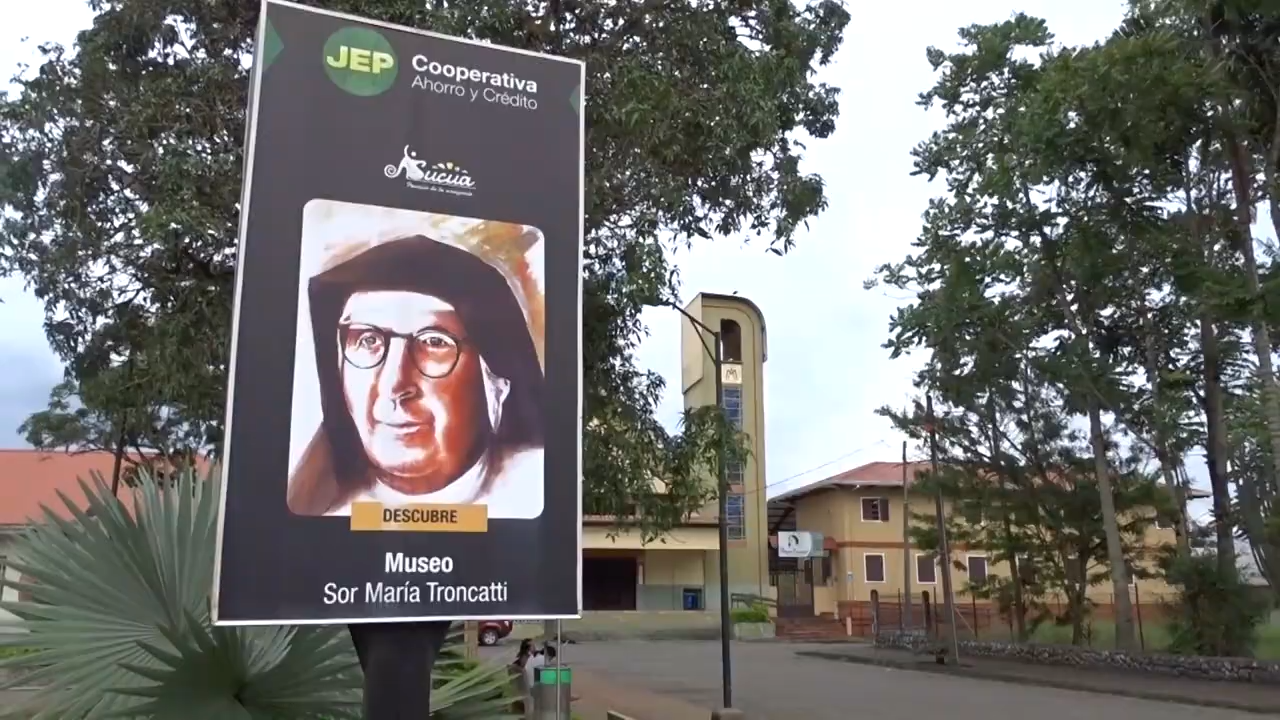 JEP
Cooperativa
Ahorro y Crédito
Sucúa
DESCUBRE
Museo
Sor María Troncatti